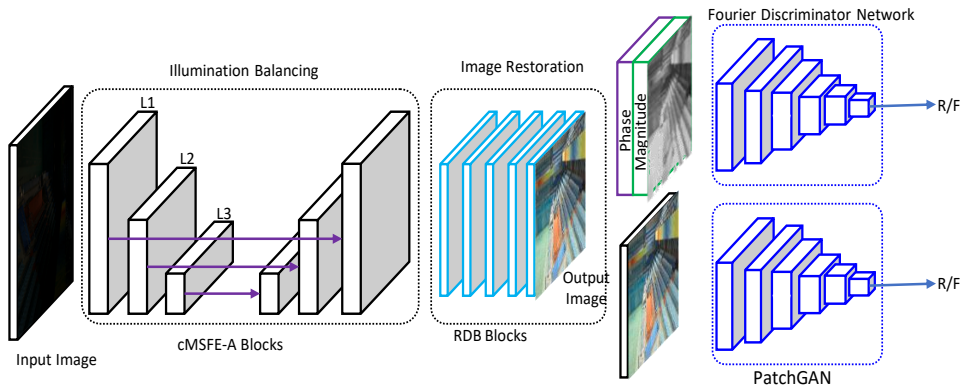 Fourier Discriminator Network
Illumination Balancing
Image Restoration
L1
L2
L3
Phase
Magnitude
R/F
Output
Image
R/F
Input Image
cMSFE-A Blocks
RDB Blocks
PatchGAN